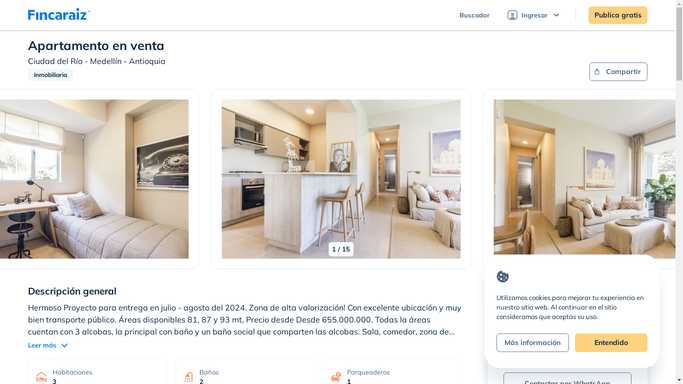 Fincaraiz
Buscador
Ingresar
Publica gratis
Apartamento en venta
Ciudad del Río - Medellín - Antioquia
Inmobiliaria
Compartir
1 / 15
Descripción general
Hermoso Proyecto para entrega en julio - agosto del 2024. Zona de alta valorización! Con excelente ubicación y muy
bien transporte público. Áreas disponibles 81, 87 y 93 mt, Precio desde Desde 655.000.000. Todas la áreas
cuentan con 3 alcobas, la principal con baño y un baño social que comparten las alcobas. Sala, comedor, zona de...
Leer más
Habitaciones
3
Baños
2
Parqueaderos
1
Utilizamos cookies para mejorar tu experiencia en
nuestro sitio web. Al continuar en el sitio
consideramos que aceptas su uso.
Más información
Entendido
Contactar por WhatsApp